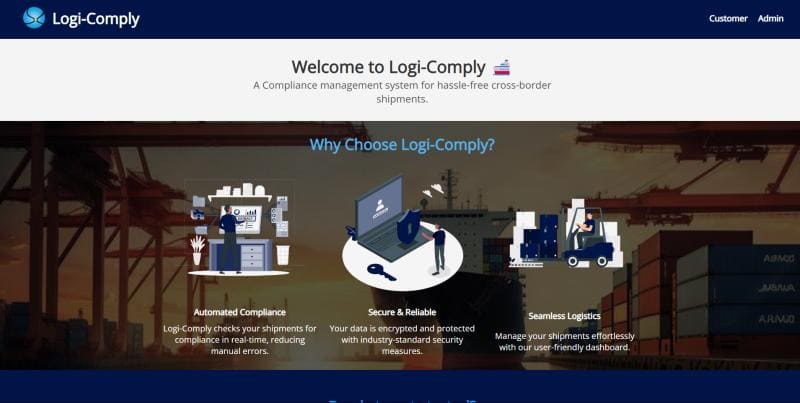 Logi-Comply
Customer Admin
Welcome to Logi-Comply
A Compliance management system for hassle-free cross-border
shipments.
Why Choose Logi-Comply?
Automated Compliance
Logi-Comply checks your shipments for
compliance in real-time, reducing
manual errors.
Secure & Reliable
Your data is encrypted and protected
with industry-standard security
measures.
Seamless Logistics
Manage your shipments effortlessly
with our user-friendly dashboard.